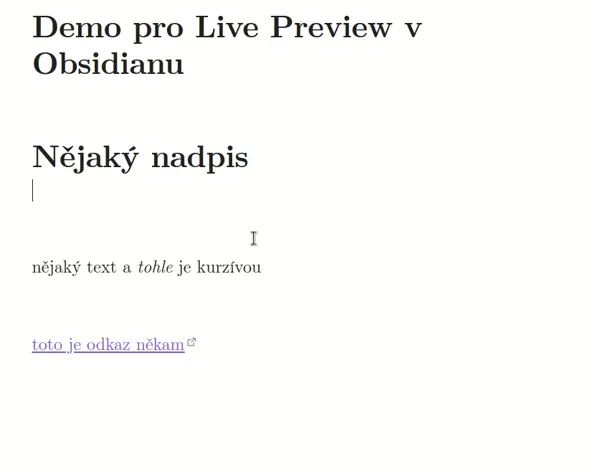 Demo pro Live Preview v
Obsidianu
Nějaký nadpis
nějaký text a tohle je kurzívou
toto je odkaz někam